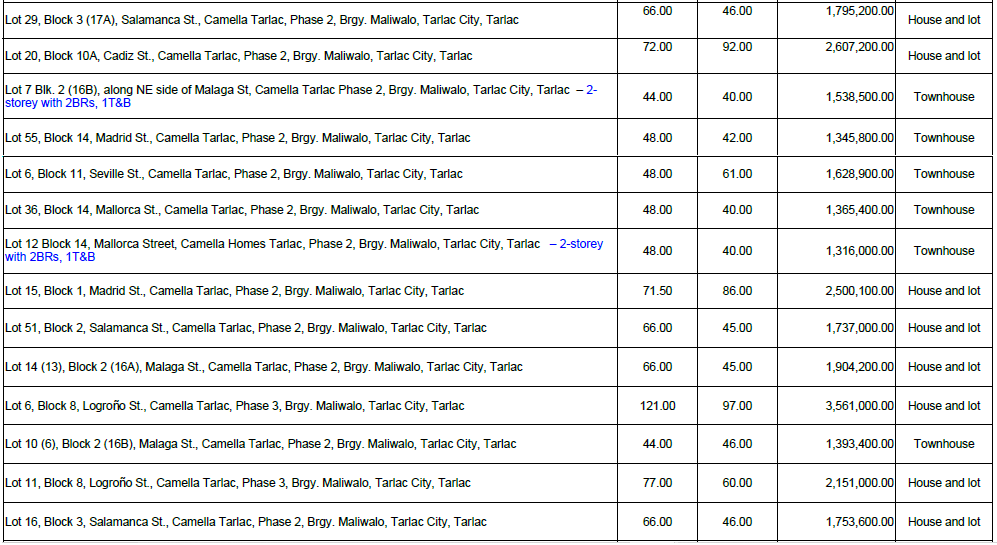 Lot 29, Block 3 (17A), Salamanca St., Camella Tarlac, Phase 2, Brgy. Maliwalo, Tarlac City, Tarlac 66.00 46.00 1,795,200.00 House and lot
Lot 20, Block 10A, Cadiz St., Camella Tarlac, Phase 2, Brgy. Maliwalo, Tarlac City, Tarlac 72.00 92.00 2,607,200.00 House and lot
Lot 7 Blk. 2 (16B), along NE side of Malaga St, Camella Tarlac Phase 2, Brgy. Maliwalo, Tarlac City, Tarlac – 2-
storey with 2BRs, 1T&B 44.00 40.00 1,538,500.00 Townhouse
Lot 55, Block 14, Madrid St., Camella Tarlac, Phase 2, Brgy. Maliwalo, Tarlac City, Tarlac 48.00 42.00 1,345,800.00 Townhouse
Lot 6, Block 11, Seville St., Camella Tarlac, Phase 2, Brgy. Maliwalo, Tarlac City, Tarlac 48.00 61.00 1,628,900.00 Townhouse
Lot 36, Block 14, Mallorca St., Camella Tarlac, Phase 2, Brgy. Maliwalo, Tarlac City, Tarlac 48.00 40.00 1,365,400.00 Townhouse
Lot 12 Block 14, Mallorca Street, Camella Homes Tarlac, Phase 2, Brgy. Maliwalo, Tarlac City, Tarlac – 2-storey
with 2BRs, 1T&B 48.00 40.00 1,316,000.00 Townhouse
Lot 15, Block 1, Madrid St., Camella Tarlac, Phase 2, Brgy. Maliwalo, Tarlac City, Tarlac 71.50 86.00 2,500,100.00 House and lot
Lot 51, Block 2, Salamanca St., Camella Tarlac, Phase 2, Brgy. Maliwalo, Tarlac City, Tarlac 66.00 45.00 1,737,000.00 House and lot
Lot 14 (13), Block 2 (16A), Malaga St., Camella Tarlac, Phase 2, Brgy. Maliwalo, Tarlac City, Tarlac 66.00 45.00 1,904,200.00 House and lot
Lot 6, Block 8, Logroño St., Camella Tarlac, Phase 3, Brgy. Maliwalo, Tarlac City, Tarlac 121.00 97.00 3,561,000.00 House and lot
Lot 10 (6), Block 2 (16B), Malaga St., Camella Tarlac, Phase 2, Brgy. Maliwalo, Tarlac City, Tarlac 44.00 46.00 1,393,400.00 Townhouse
Lot 11, Block 8, Logroño St., Camella Tarlac, Phase 3, Brgy. Maliwalo, Tarlac City, Tarlac 77.00 60.00 2,151,000.00 House and lot
Lot 16, Block 3, Salamanca St., Camella Tarlac, Phase 2, Brgy. Maliwalo, Tarlac City, Tarlac 66.00 46.00 1,753,600.00 House and lot